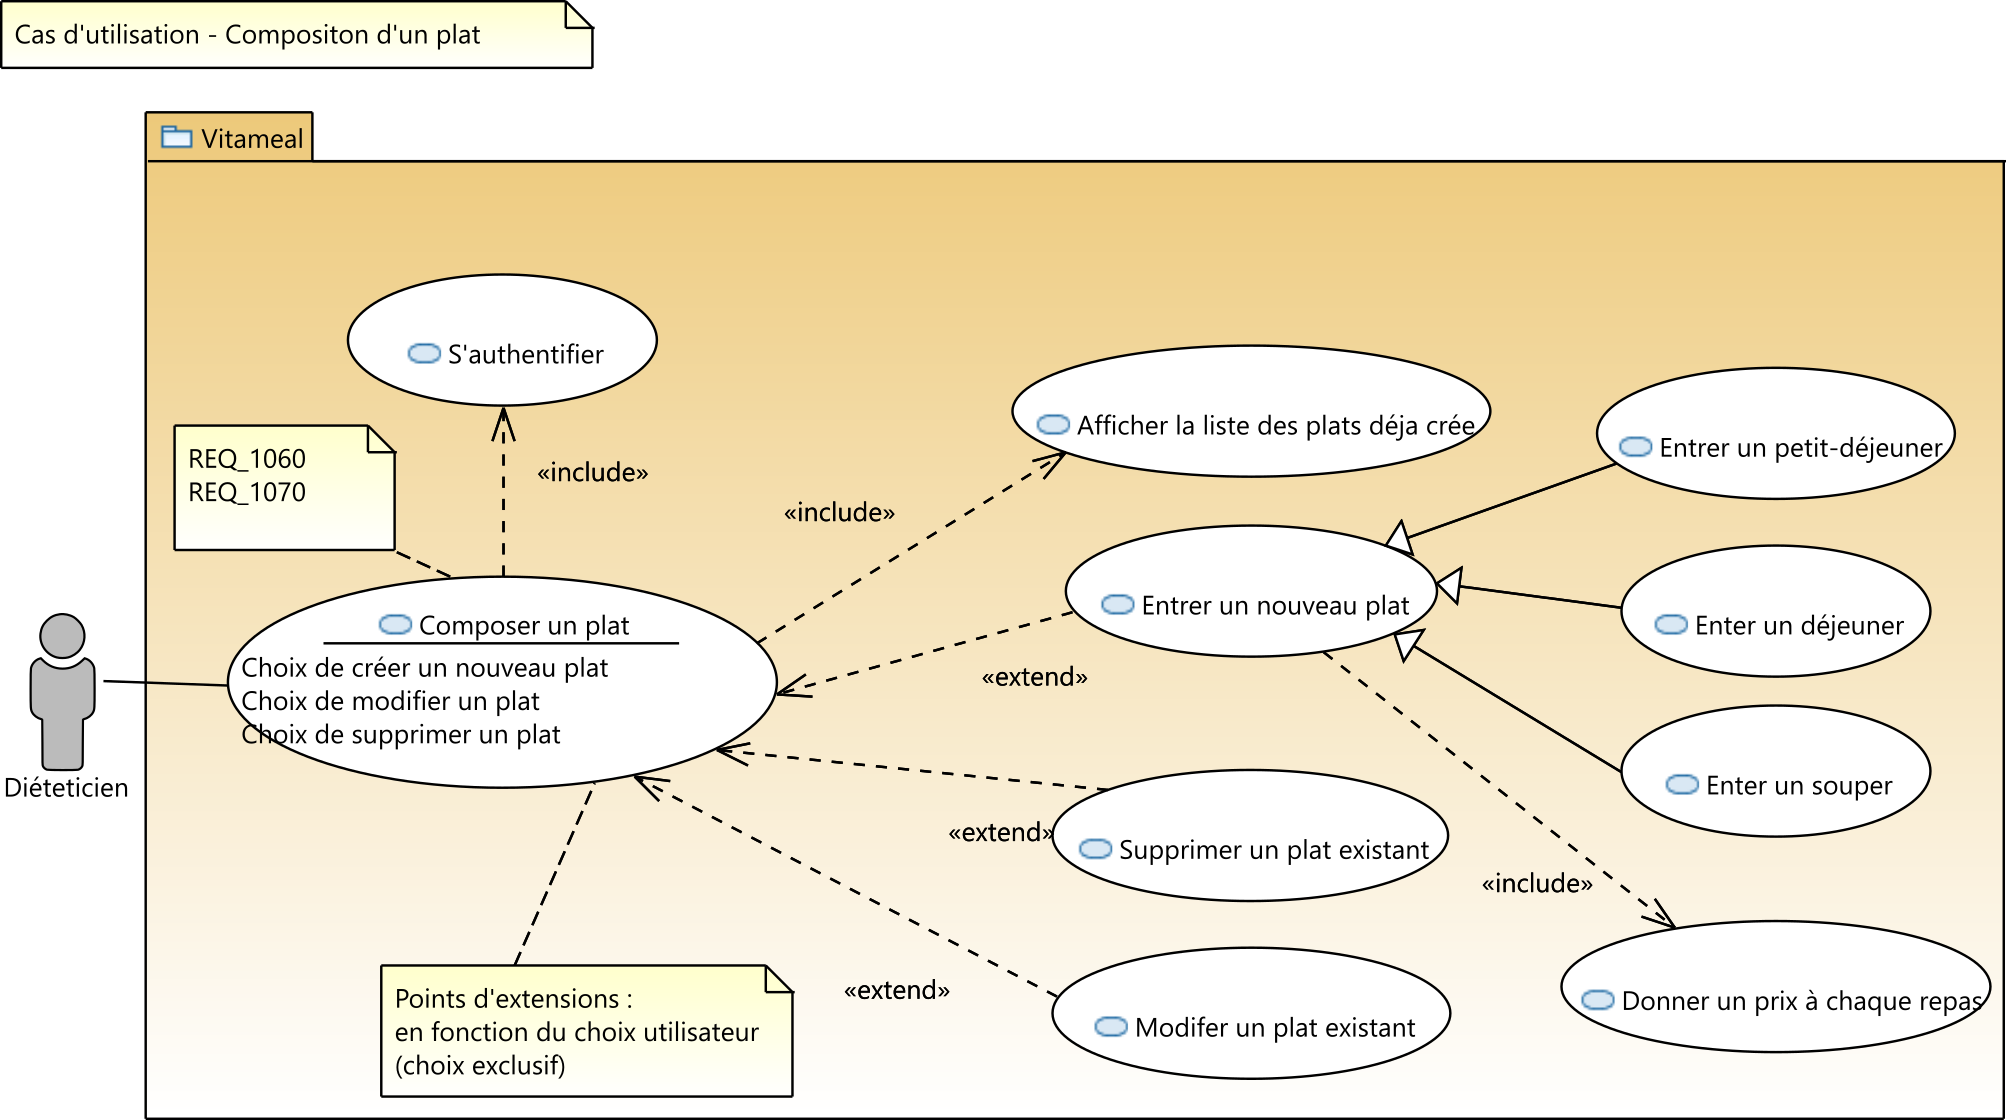 Cas d'utilisation - Compositon d'un plat
Vitameal
S'authentifier
«include»
REQ_1060
REQ_1070
Afficher la liste des plats déja crée
«include»
Entrer un petit-déjeuner
Entrer un nouveau plat
Enter un déjeuner
Composer un plat
Choix de créer un nouveau plat
Choix de modifier un plat
Choix de supprimer un plat
«extend»
Diéteticien
Enter un souper
«extend»
Supprimer un plat existant
«include»
«extend»
Points d'extensions :
en fonction du choix utilisateur
(choix exclusif)
Modifer un plat existant
Donner un prix à chaque repas